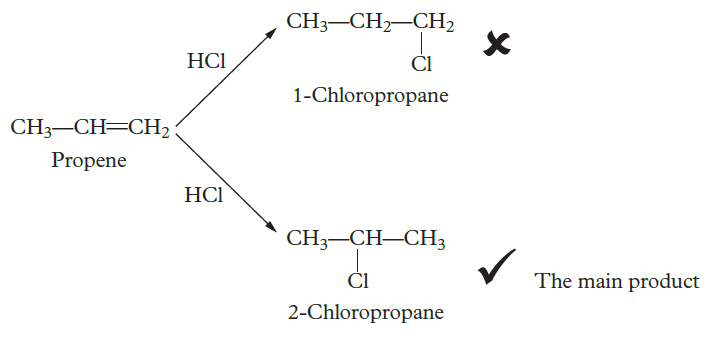 CH3—CH2—CH2
Cl
1-Chloropropane
HCl
CH3—CH=CH2
Propene
HCl
CH3—CH—CH3
Cl
2-Chloropropane
The main product